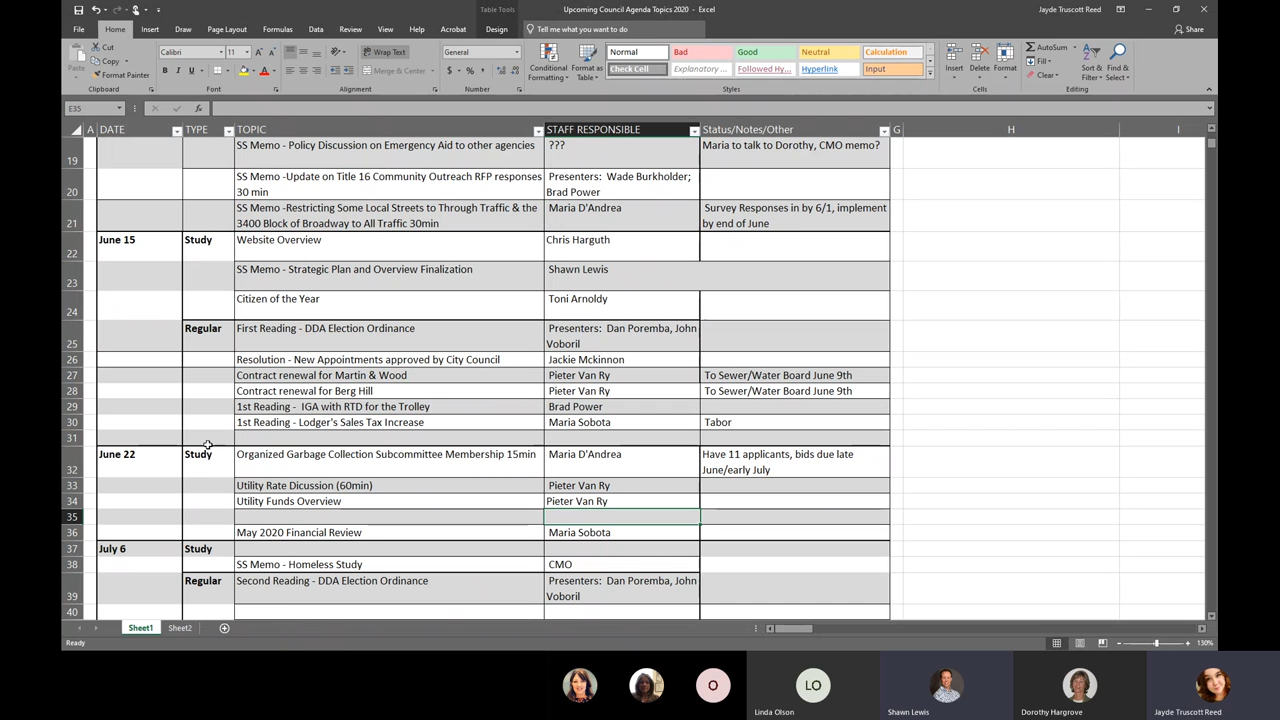 Upcoming Council Agenda Topics 2020 - Excel
Table Tools
Jayde Truscott Reed
File Home Insert Draw Page Layout Formulas Data Review View Help Acrobat Design Tell me what you want to do Share
Paste
Cut
Copy
Format Painter
Clipboard
Calibri 11
B I U
Font
Wrap Text
Merge & Center
Alignment
General
$ % ,
Number
Conditional Formatting
Format as Table
Normal Bad Good Neutral Calculation
Check Cell Explanatory ... Followed Hy... Hyperlink Input
Styles
Insert Delete Format
Cells
AutoSum
Fill
Clear
Sort & Filter
Find & Select
Editing
E35
fx
A DATE TYPE TOPIC STAFF RESPONSIBLE Status/Notes/Other G H I
19 SS Memo - Policy Discussion on Emergency Aid to other agencies ??? Maria to talk to Dorothy, CMO memo?
SS Memo -Update on Title 16 Community Outreach RFP responses Presenters: Wade Burkholder;
20 30 min Brad Power
SS Memo -Restricting Some Local Streets to Through Traffic & the Maria D'Andrea Survey Responses in by 6/1, implement
21 3400 Block of Broadway to All Traffic 30min by end of June
22 June 15 Study Website Overview Chris Harguth
23 SS Memo - Strategic Plan and Overview Finalization Shawn Lewis
24 Citizen of the Year Toni Arnoldy
Regular First Reading - DDA Election Ordinance Presenters: Dan Poremba, John
25 Voboril
26 Resolution - New Appointments approved by City Council Jackie Mckinnon
27 Contract renewal for Martin & Wood Pieter Van Ry To Sewer/Water Board June 9th
28 Contract renewal for Berg Hill Pieter Van Ry To Sewer/Water Board June 9th
29 1st Reading - IGA with RTD for the Trolley Brad Power
30 1st Reading - Lodger's Sales Tax Increase Maria Sobota Tabor
31
June 22 Study Organized Garbage Collection Subcommittee Membership 15min Maria D'Andrea Have 11 applicants, bids due late
32 June/early July
33 Utility Rate Dicussion (60min) Pieter Van Ry
34 Utility Funds Overview Pieter Van Ry
35
36 May 2020 Financial Review Maria Sobota
37 July 6 Study
38 SS Memo - Homeless Study CMO
Regular Second Reading - DDA Election Ordinance Presenters: Dan Poremba, John
39 Voboril
40
Sheet1 Sheet2
Ready
130%
O
LO
Linda Olson
Shawn Lewis
Dorothy Hargrove
Jayde Truscott Reed